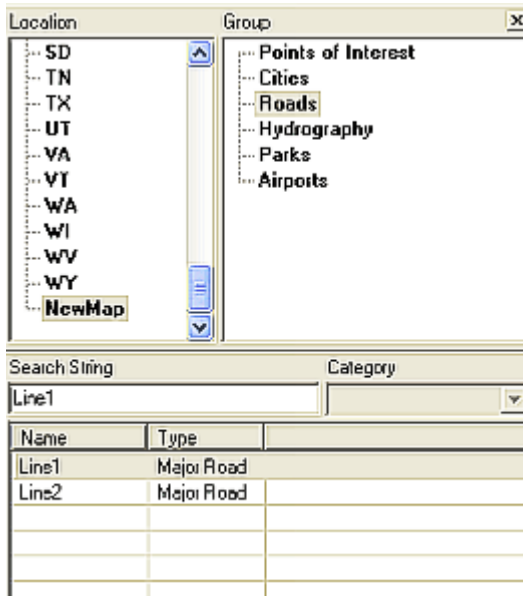 Location
SD
TN
TX
UT
VA
VT
WA
WI
WV
WY
NewMap
Group
Points of Interest
Cities
Roads
Hydrography
Parks
Airports
Search String
Category
Line1
Name Type
Line1 Major Road
Line2 Major Road